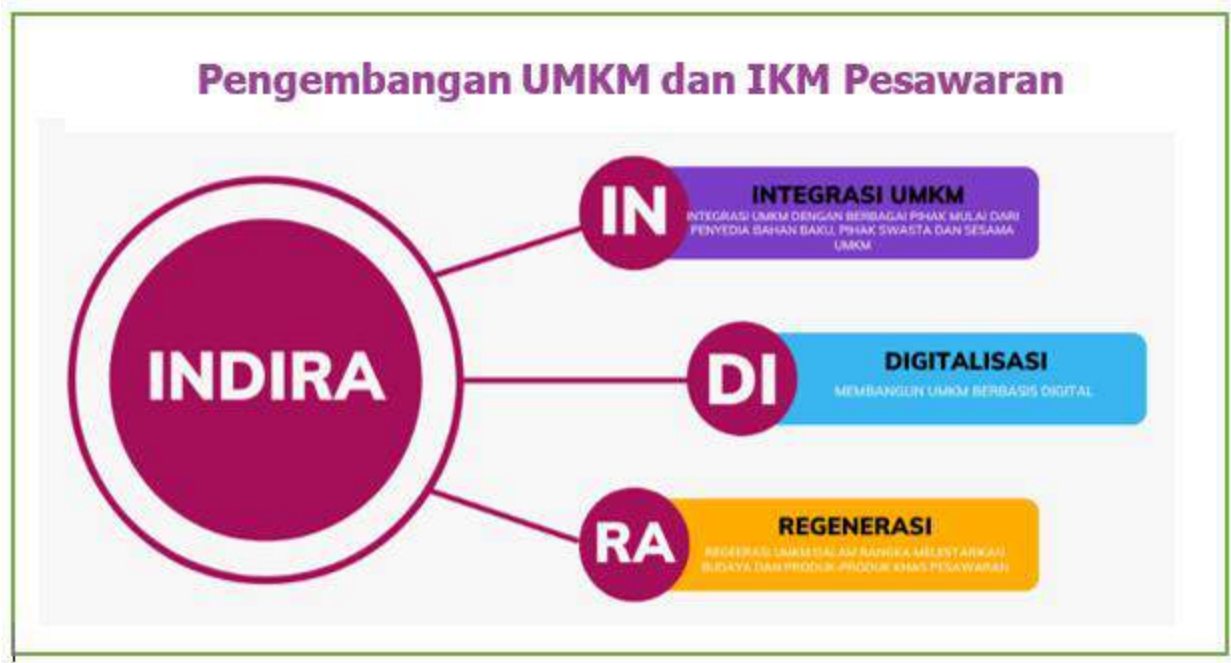 Pengembangan UMKM dan IKM Pesawaran
INDIRA
IN
INTEGRASI UMKM
INTEGRASI UMKM DENGAN BERBAGAI PIHAK MULAI DARI
PENYEDIA BAHAN BAKU, PIHAK SWASTA DAN SESAMA
UMKM
DI
DIGITALISASI
MEMBANGUN UMKM BERBASIS DIGITAL
RA
REGENERASI
REGEERASI UMKM DALAM RANGKA MELESTARIKAN
BUDAYA DAN PRODUK-PRODUK KHAS PESAWARAN